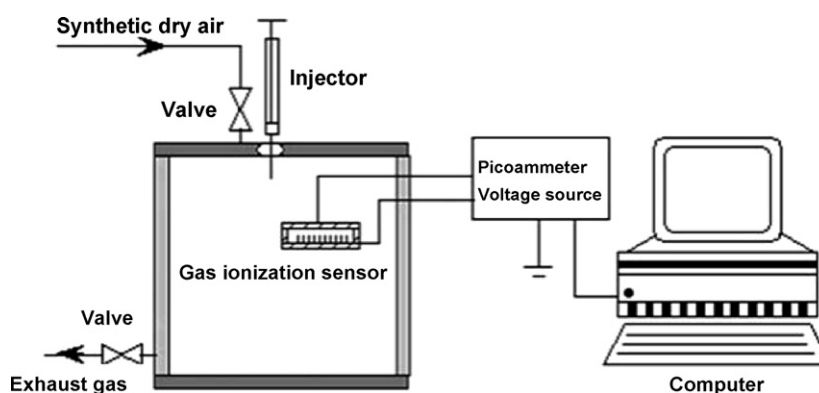 Synthetic dry air
Injector
Valve
Picoammeter
Voltage source
Gas ionization sensor
Valve
Exhaust gas
Computer